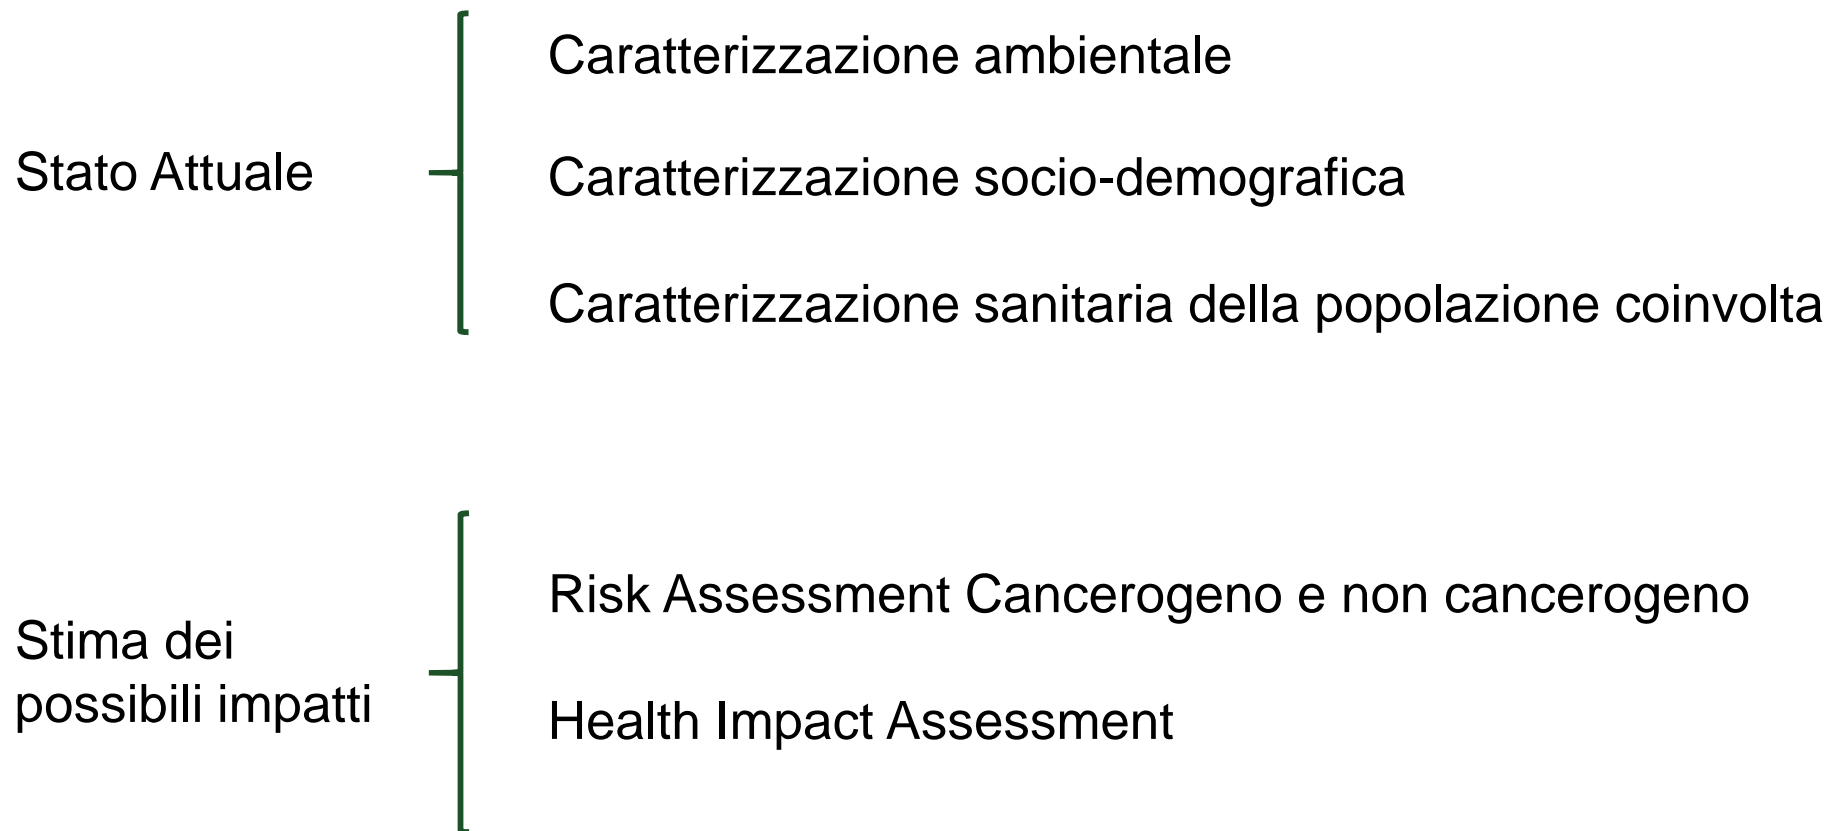 Stato Attuale
Caratterizzazione ambientale
Caratterizzazione socio-demografica
Caratterizzazione sanitaria della popolazione coinvolta
Stima dei
possibili impatti
Risk Assessment Cancerogeno e non cancerogeno
Health Impact Assessment